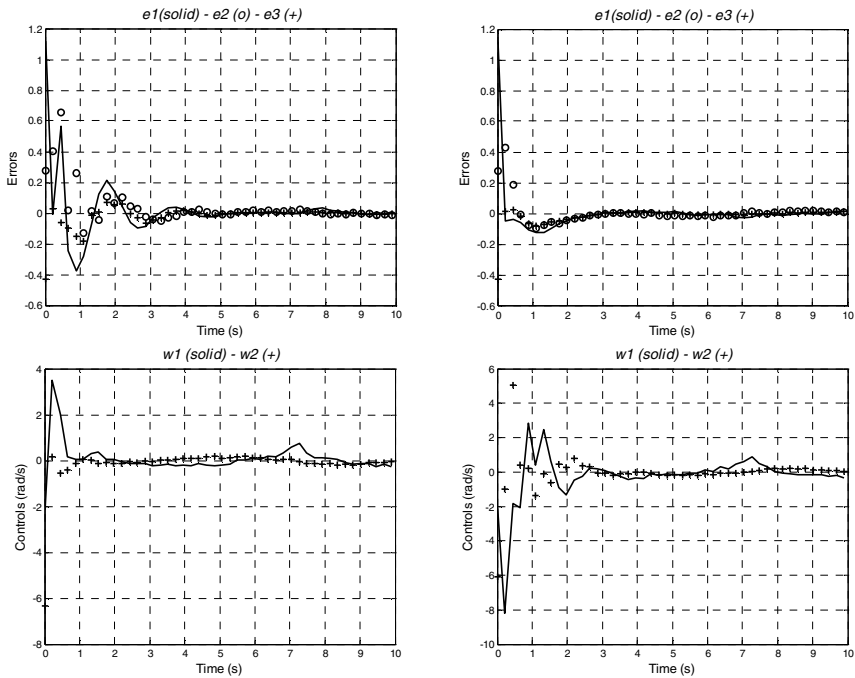 e1(solid) - e2 (o) - e3 (+)
1.2
1
0.8
0.6
0.4
0.2
0
-0.2
-0.4
-0.6
Errors
0 1 2 3 4 5 6 7 8 9 10
Time (s)
e1(solid) - e2 (o) - e3 (+)
1.2
1
0.8
0.6
0.4
0.2
0
-0.2
-0.4
-0.6
Errors
0 1 2 3 4 5 6 7 8 9 10
Time (s)
w1 (solid) - w2 (+)
4
2
0
-2
-4
-6
-8
Controls (rad/s)
0 1 2 3 4 5 6 7 8 9 10
Time (s)
w1 (solid) - w2 (+)
6
4
2
0
-2
-4
-6
-8
-10
Controls (rad/s)
0 1 2 3 4 5 6 7 8 9 10
Time (s)